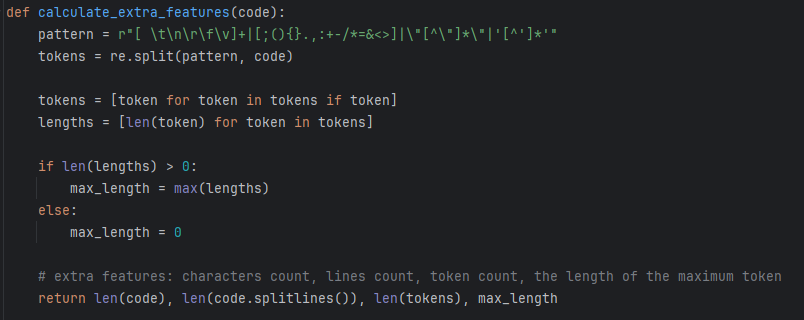 def calculate_extra_features(code):
    pattern = r"[ \t\n\r\f\v]+|[;(){}.,:+-/*=&<>]|\"[^\"]*\"|'[^']*'"
    tokens = re.split(pattern, code)

    tokens = [token for token in tokens if token]
    lengths = [len(token) for token in tokens]

    if len(lengths) > 0:
        max_length = max(lengths)
    else:
        max_length = 0

    # extra features: characters count, lines count, token count, the length of the maximum token
    return len(code), len(code.splitlines()), len(tokens), max_length